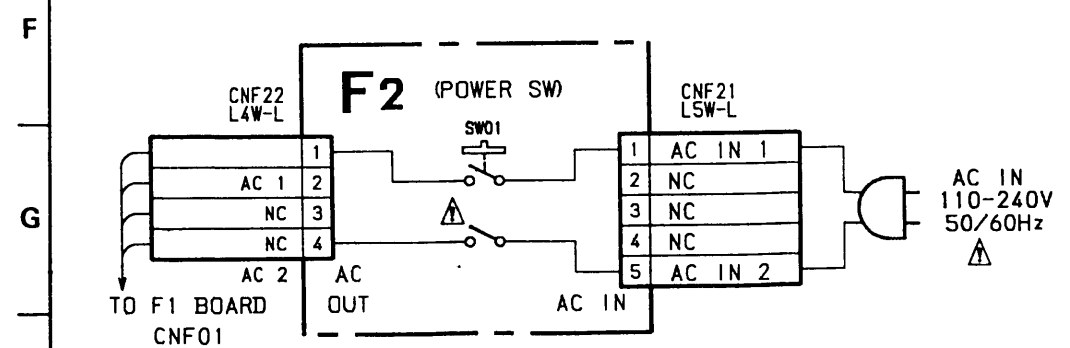 F
F2 (POWER SW)
CNF22
L4W-L
SW01
CNF21
L5W-L
1
AC 1 2
NC 3
NC 4
AC 2
1 AC IN 1
2 NC
3 NC
4 NC
5 AC IN 2
AC IN
110-240V
50/60Hz
G
AC
OUT
AC IN
TO F1 BOARD
CNF01